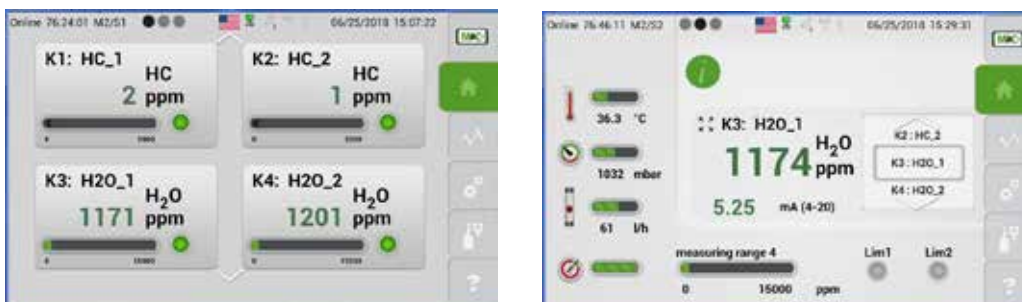 Online 76:24:01 M2/S1 06/25/2018 15:07:22
K1: HC_1
HC
2 ppm
K2: HC_2
HC
1 ppm
K3: H2O_1
H2O
1171 ppm
K4: H2O_2
H2O
1201 ppm
Online 76:46:11 M2/S2 06/25/2018 15:29:31
i
36.3 °C
1032 mbar
61 l/h
K3: H2O_1
H2O
1174 ppm
5.25 mA (4-20)
K2: HC_2
K3: H2O_1
K4: H2O_2
measuring range 4
0 15000 ppm
Lim1 Lim2
?